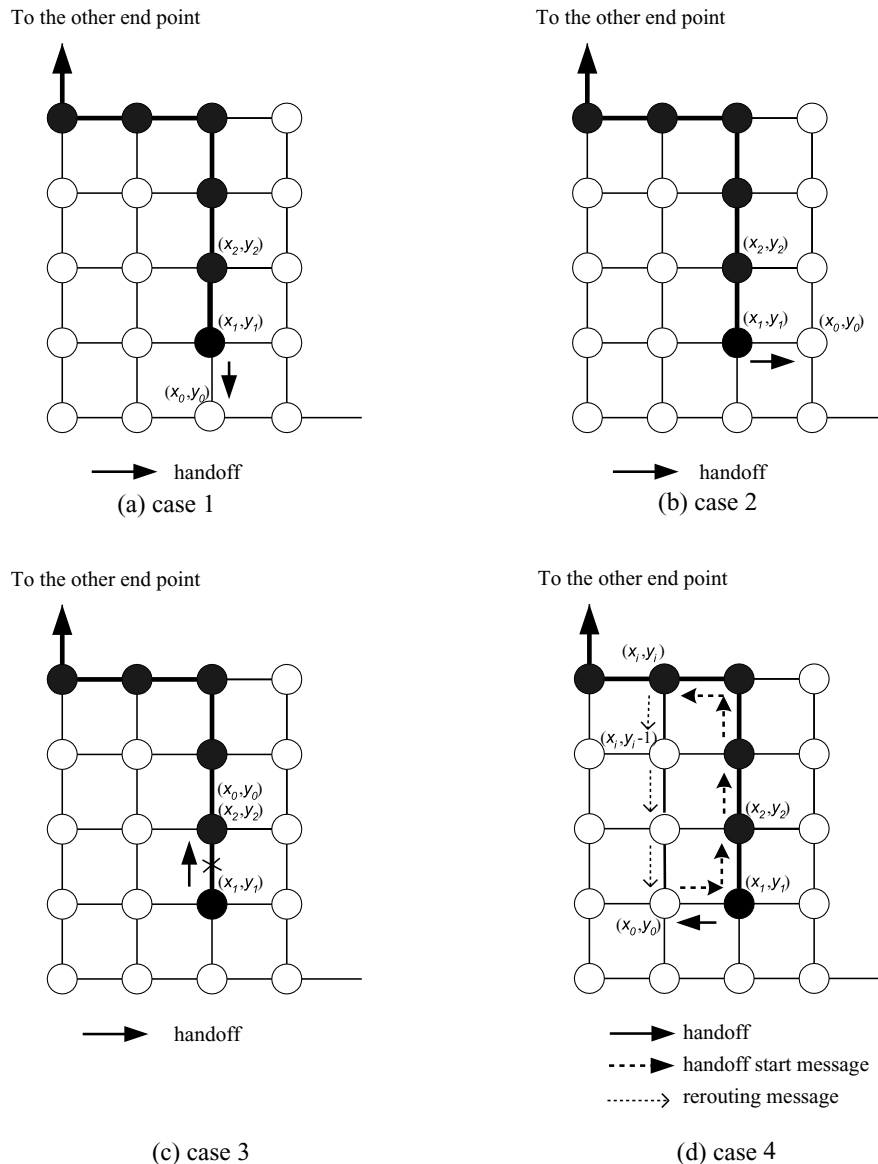 To the other end point
(x2,y2)
(x1,y1)
(x0,y0)
handoff
(a) case 1
To the other end point
(x2,y2)
(x1,y1)
(x0,y0)
handoff
(b) case 2
To the other end point
(x0,y0)
(x2,y2)
(x1,y1)
handoff
(c) case 3
To the other end point
(xi,yi)
(xi,yi-1)
(x2,y2)
(x1,y1)
(x0,y0)
handoff
handoff start message
rerouting message
(d) case 4